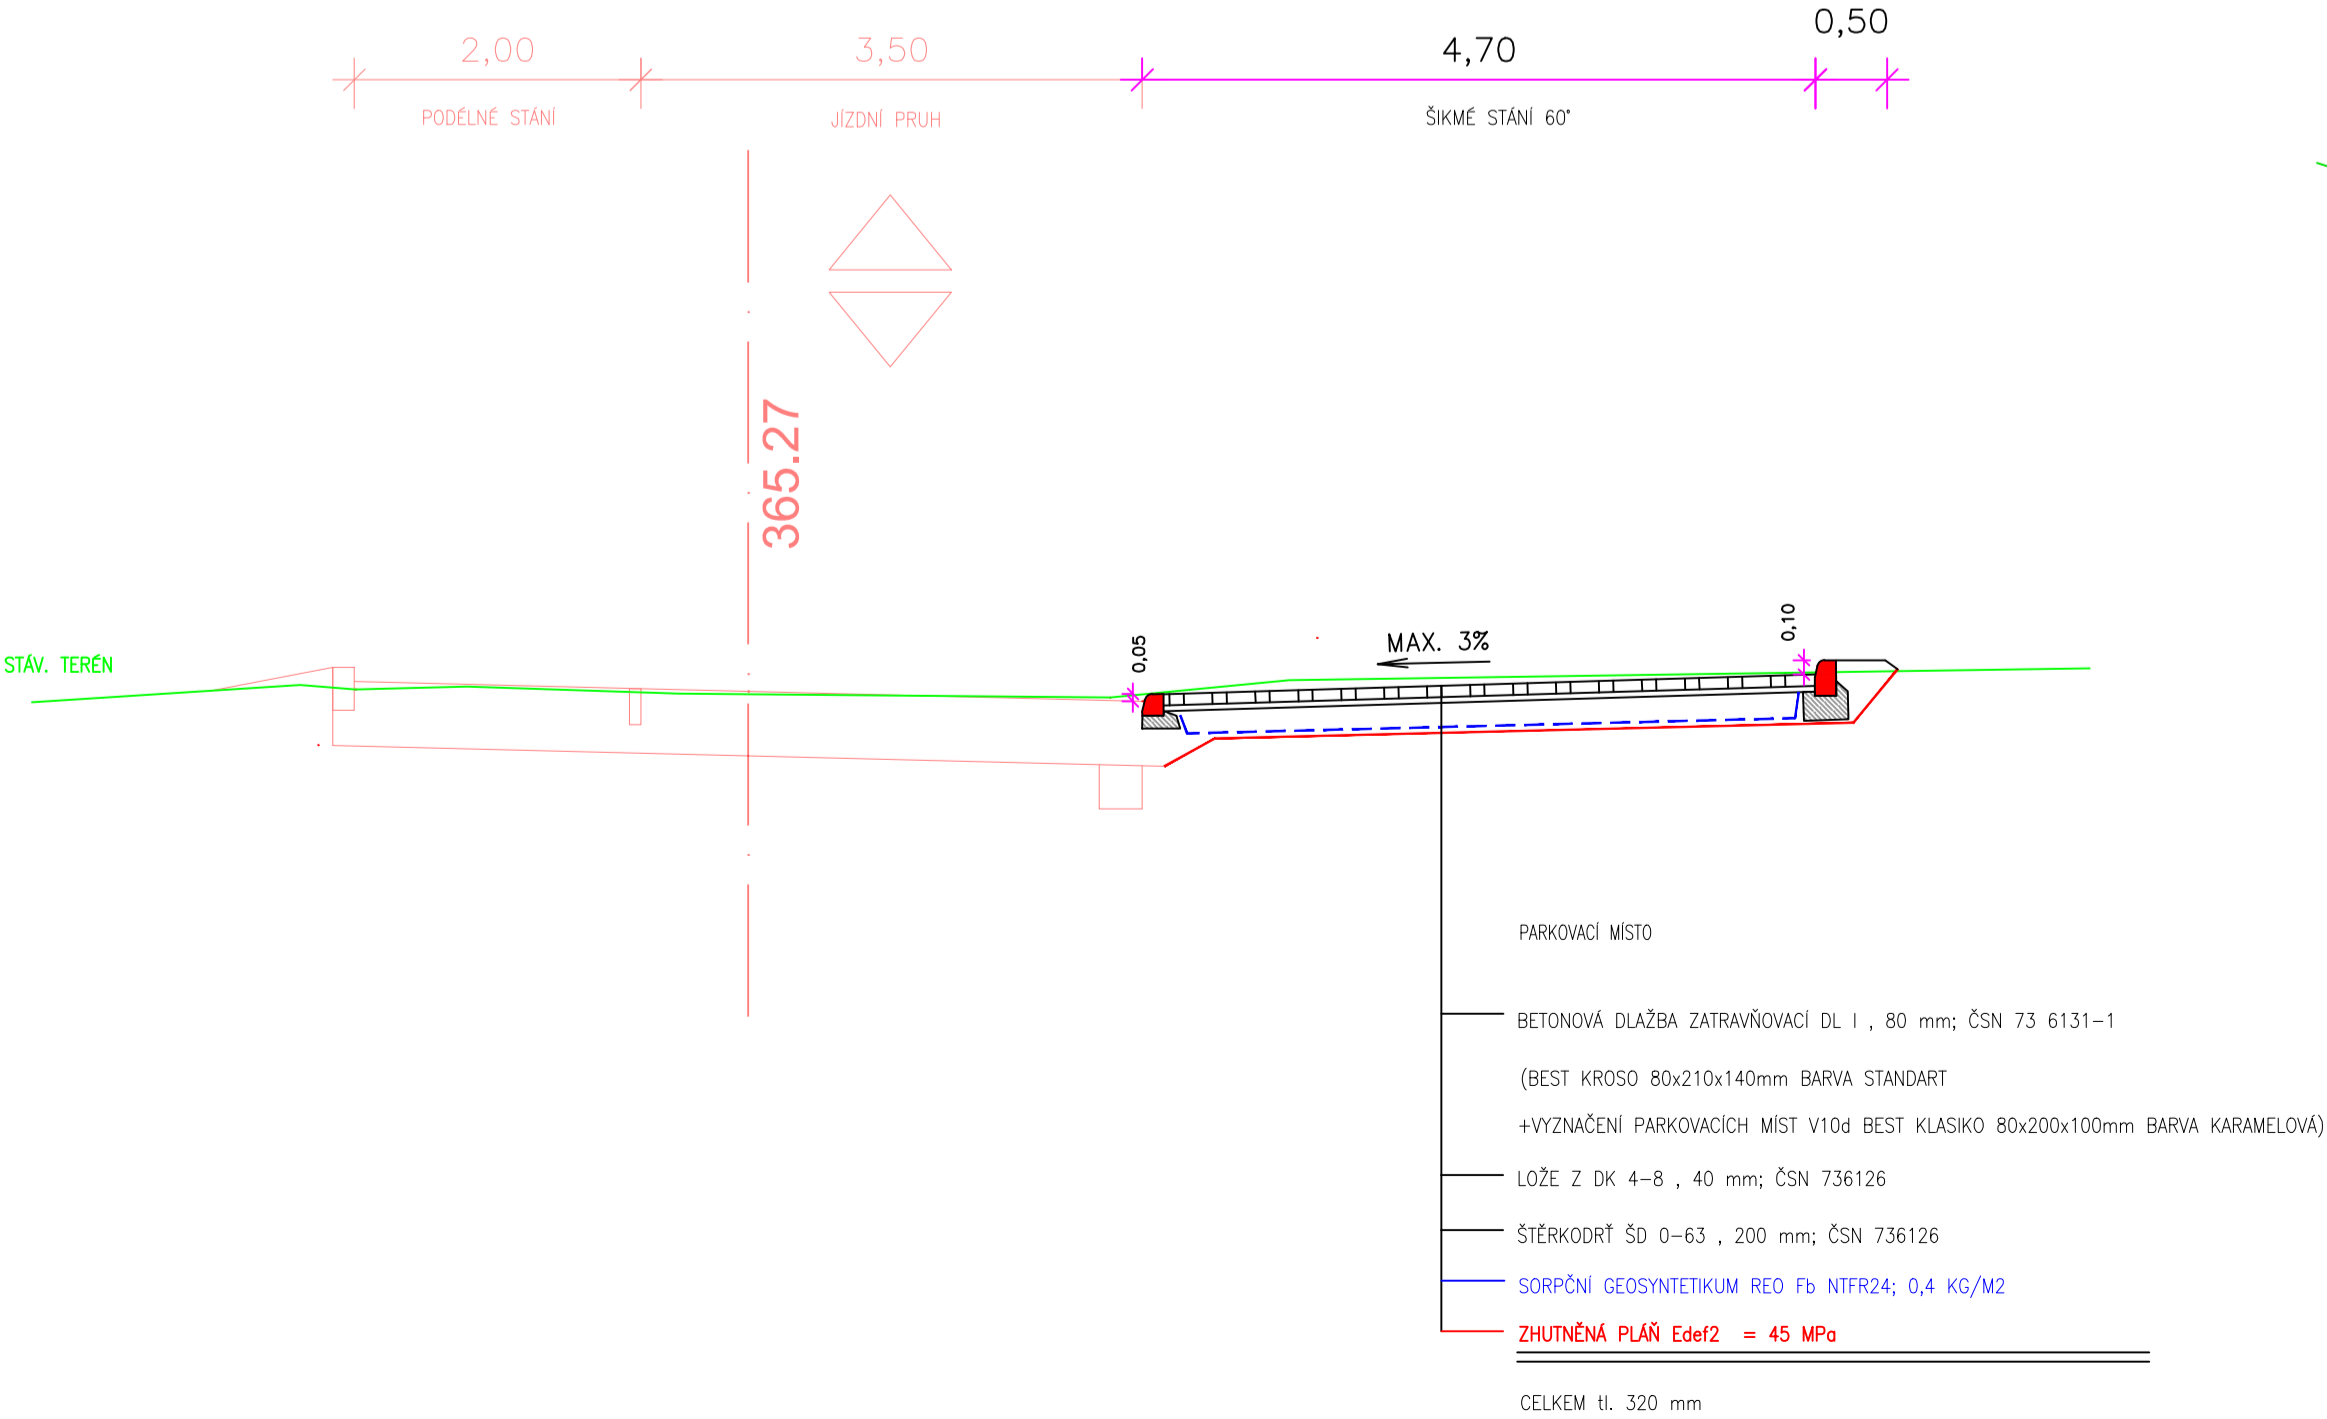 0,50
2,00
3,50
4,70
PODÉLNÉ STÁNÍ
JÍZDNÍ PRUH
ŠIKMÉ STÁNÍ 60°
365.27
STÁV. TERÉN
0,05
MAX. 3%
0,10
PARKOVACÍ MÍSTO
BETONOVÁ DLAŽBA ZATRAVŇOVACÍ DL I , 80 mm; ČSN 73 6131-1
(BEST KROSO 80x210x140mm BARVA STANDART
+VYZNAČENÍ PARKOVACÍCH MÍST V10d BEST KLASIKO 80x200x100mm BARVA KARAMELOVÁ)
LOŽE Z DK 4-8 , 40 mm; ČSN 736126
ŠTĚRKODRŤ ŠD 0-63 , 200 mm; ČSN 736126
SORPČNÍ GEOSYNTETIKUM REO Fb NTFR24; 0,4 KG/M2
ZHUTNĚNÁ PLÁŇ Edef2 = 45 MPa
CELKEM tl. 320 mm